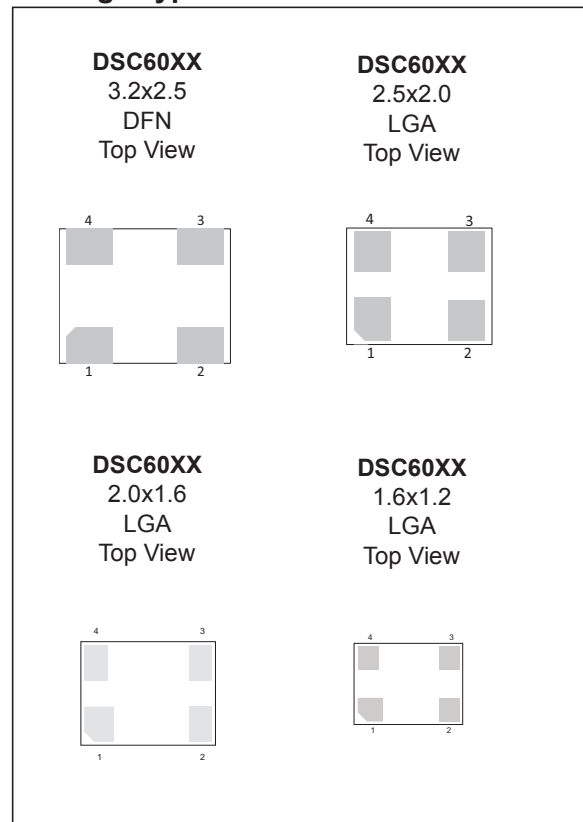 DSC60XX
3.2x2.5
DFN
Top View
4 3
1 2
DSC60XX
2.5x2.0
LGA
Top View
4 3
1 2
DSC60XX
2.0x1.6
LGA
Top View
4 3
1 2
DSC60XX
1.6x1.2
LGA
Top View
4 3
1 2